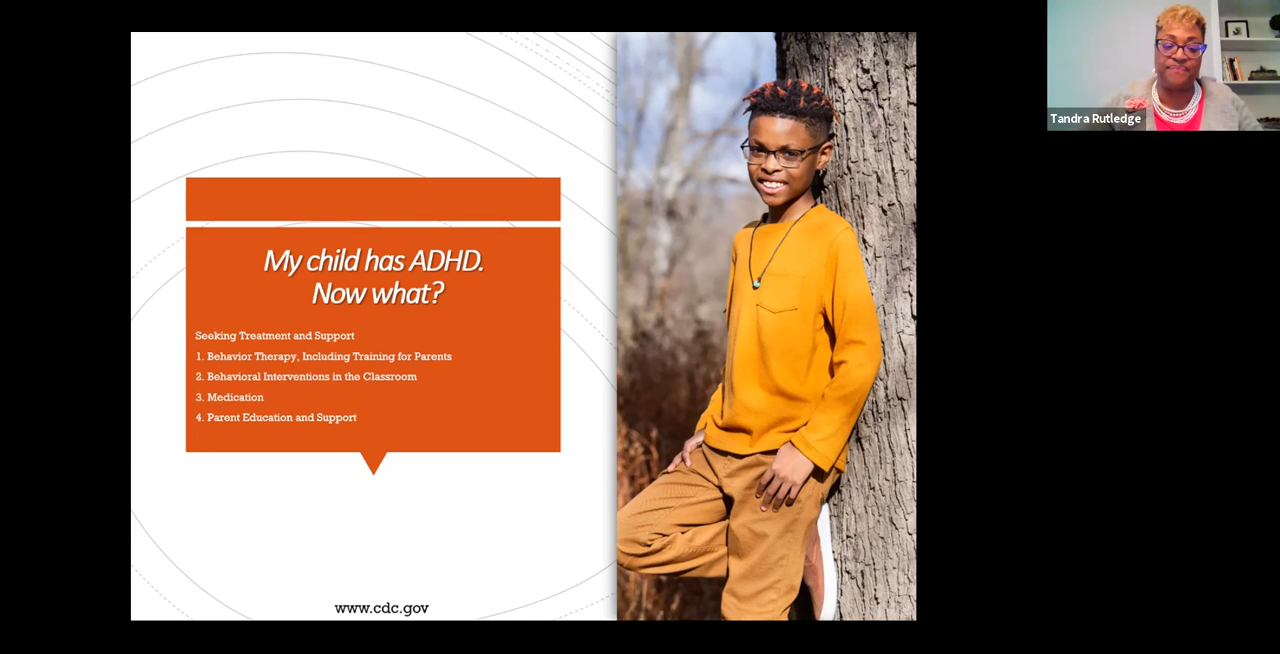 My child has ADHD.
Now what?
Seeking Treatment and Support
1. Behavior Therapy, Including Training for Parents
2. Behavioral Interventions in the Classroom
3. Medication
4. Parent Education and Support
www.cdc.gov
Tandra Rutledge